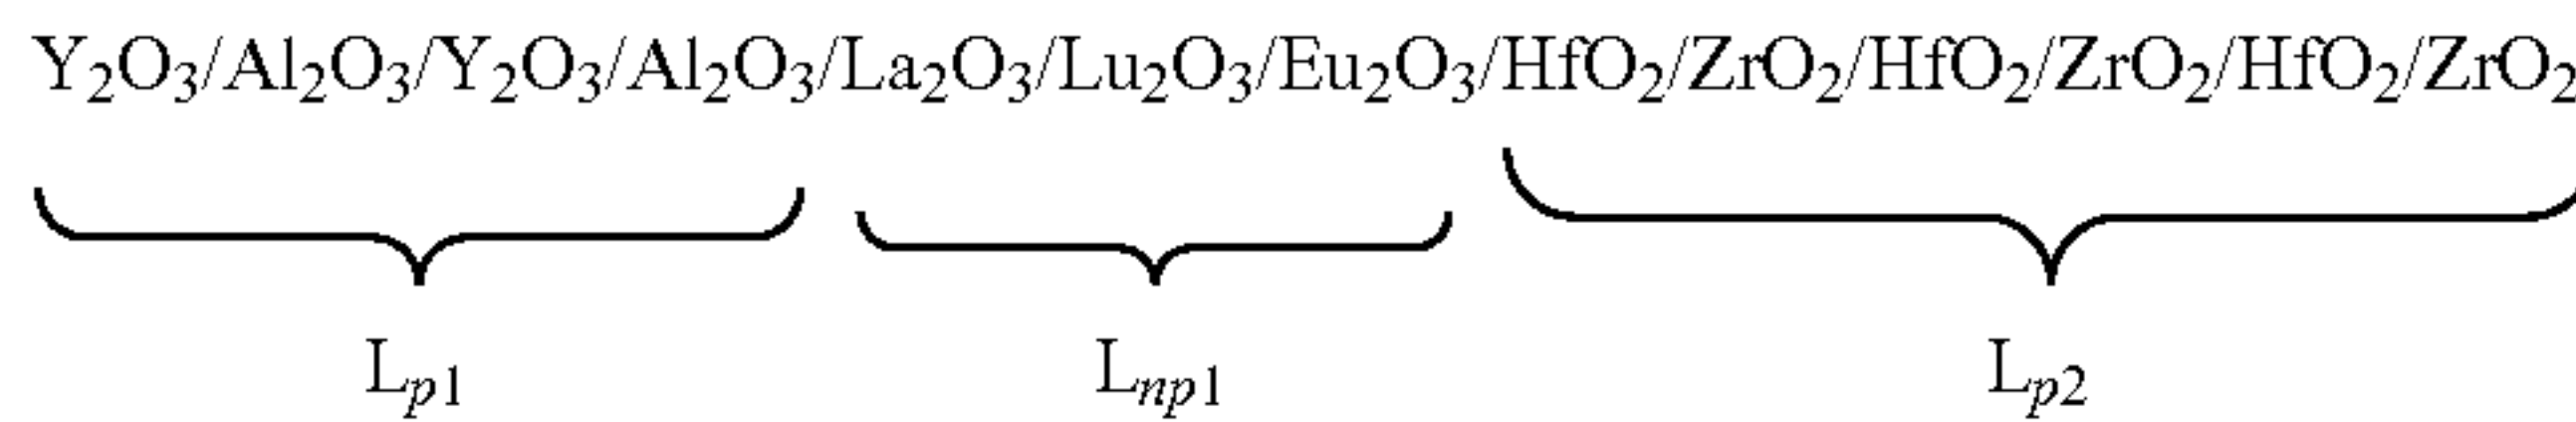 Y₂O₃/Al₂O₃/Y₂O₃/Al₂O₃/La₂O₃/Lu₂O₃/Eu₂O₃/HfO₂/ZrO₂/HfO₂/ZrO₂/HfO₂/ZrO₂
Lp1 Lnp1 Lp2